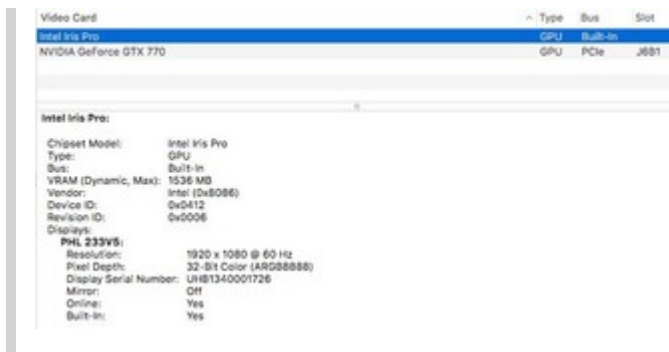 Video Card Type Bus Slot
Intel Iris Pro GPU Built-In
NVIDIA GeForce GTX 770 GPU PCIe J6B1
Intel Iris Pro:
Chipset Model: Intel Iris Pro
Type: GPU
Bus: Built-In
VRAM (Dynamic, Max): 1536 MB
Vendor: Intel (0x8086)
Device ID: 0x0412
Revision ID: 0x0006
Displays:
PHL 233V5:
Resolution: 1920 x 1080 @ 60 Hz
Pixel Depth: 32-Bit Color (ARGB8888)
Display Serial Number: UHB1340001726
Mirror: Off
Online: Yes
Built-In: Yes